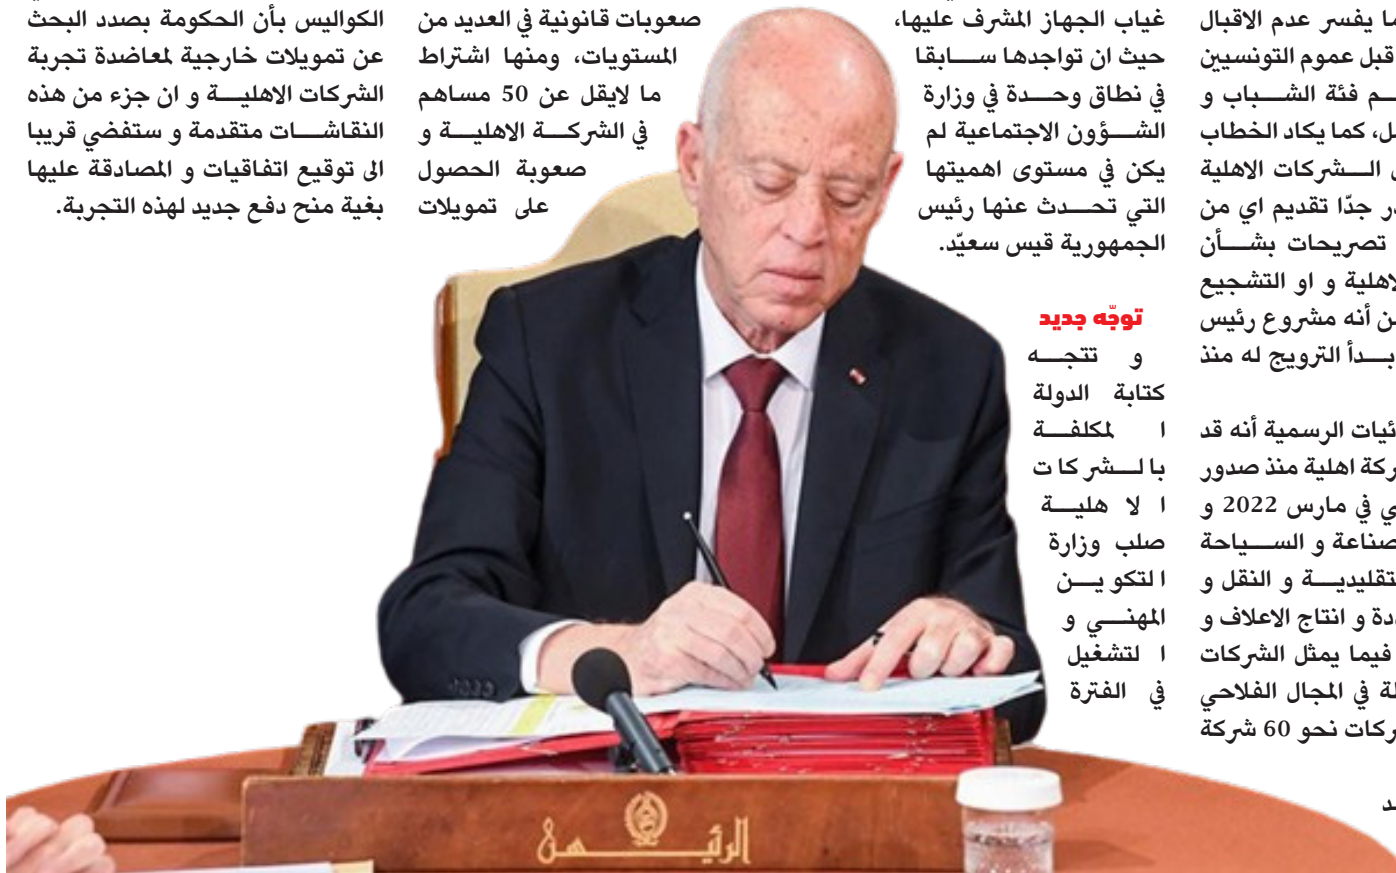 ما يفسر عدم الاقبال
قبل عموم التونسيين
فئة الشباب و
كما يكاد الخطاب
الشركات الاهلية
جدّا تقديم اي من
تصريحات بشأن
و او التشجيع
أنه مشروع رئيس
بدأ الترويج له منذ
الرسمية أنه قد
اهلية منذ صدور
في مارس 2022 و
صناعة و السياحة
تقليدية و النقل و
و انتاج الاعلاف و
فيما يمثل الشركات
في المجال الفلاحي
نحو 60 شركة
غياب الجهاز المشرف عليها،
حيث ان تواجدها سابقا
في نطاق وحدة في وزارة
الشؤون الاجتماعية لم
يكن في مستوى اهميتها
التي تحدث عنها رئيس
الجمهورية قيس سعيّد.
توجّه جديد
و تتجه
كتابة الدولة
المكلفة
بالشركات
الاهلية
صلب وزارة
التكوين
المهني و
التشغيل
في الفترة
صعوبات قانونية في العديد من
المستويات، ومنها اشتراط
ما لايقل عن 50 مساهم
في الشركة الاهلية و
صعوبة الحصول
على تمويلات
الكواليس بأن الحكومة بصدد البحث
عن تمويلات خارجية لمعاضدة تجربة
الشركات الاهلية و ان جزء من هذه
النقاشات متقدمة و ستفضي قريبا
الى توقيع اتفاقيات و المصادقة عليها
بغية منح دفع جديد لهذه التجربة.
الرئيس